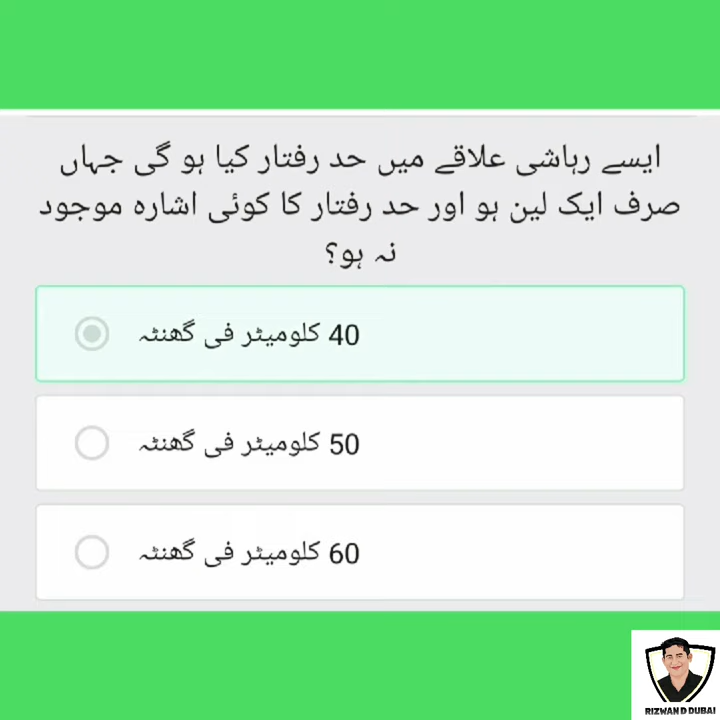 ایسے رہاشی علاقے میں حد رفتار کیا ہو گی جہاں
صرف ایک لین ہو اور حد رفتار کا کوئی اشارہ موجود
نہ ہو؟
40 کلومیٹر فی گھنٹہ
50 کلومیٹر فی گھنٹہ
60 کلومیٹر فی گھنٹہ
RIZWAN D DUBAI